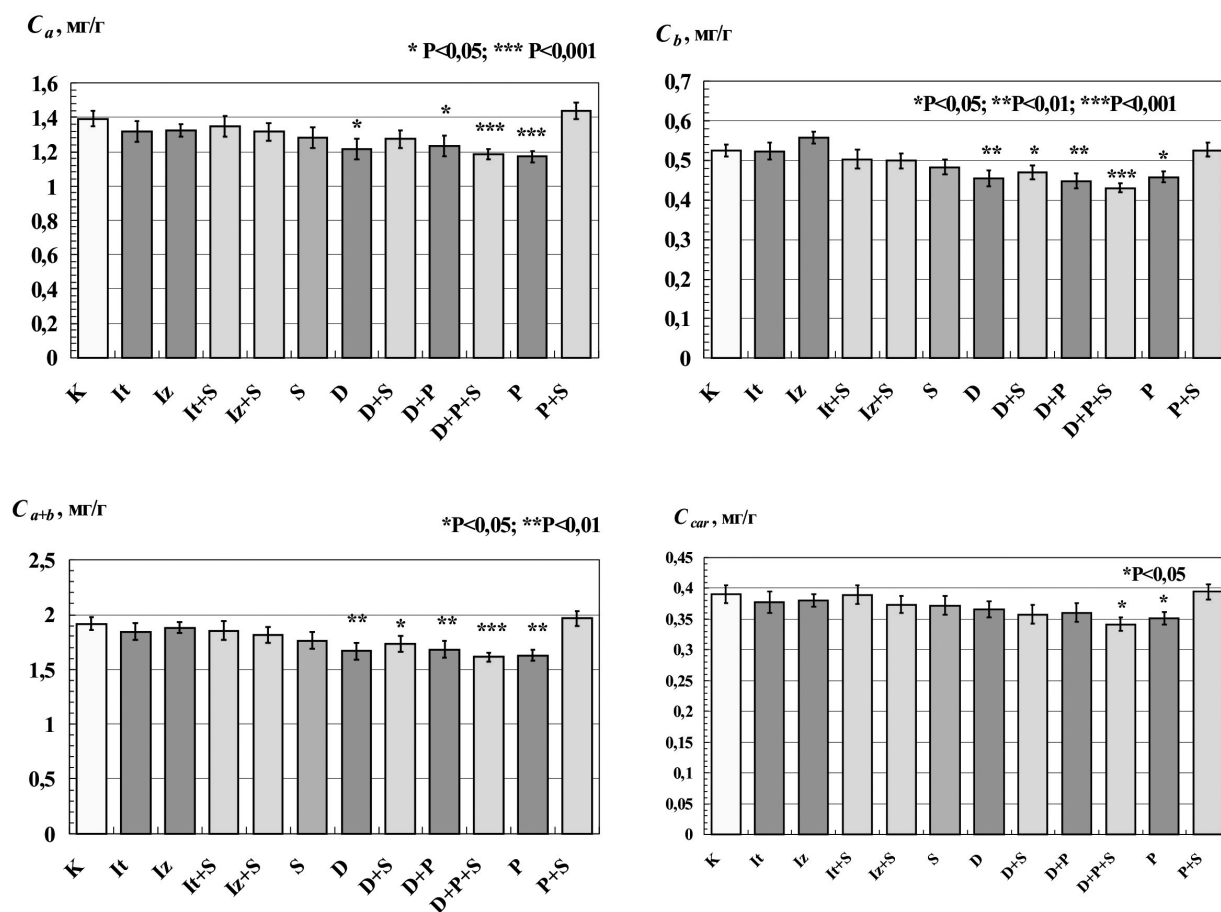 C a , мг/г
* P<0,05; *** P<0,001
1,6
1,4
1,2
1
0,8
0,6
0,4
0,2
0
* * *** ***
K It Iz It+S Iz+S S D D+S D+P D+P+S P P+S
C b , мг/г
*P<0,05; **P<0,01; ***P<0,001
0,7
0,6
0,5
0,4
0,3
0,2
0,1
0
** * ** *** *
K It Iz It+S Iz+S S D D+S D+P D+P+S P P+S
C a+b , мг/г
*P<0,05; **P<0,01
2,5
2
1,5
1
0,5
0
** * ** *** **
K It Iz It+S Iz+S S D D+S D+P D+P+S P P+S
C car , мг/г
*P<0,05
0,45
0,4
0,35
0,3
0,25
0,2
0,15
0,1
0,05
0
* *
K It Iz It+S Iz+S S D D+S D+P D+P+S P P+S